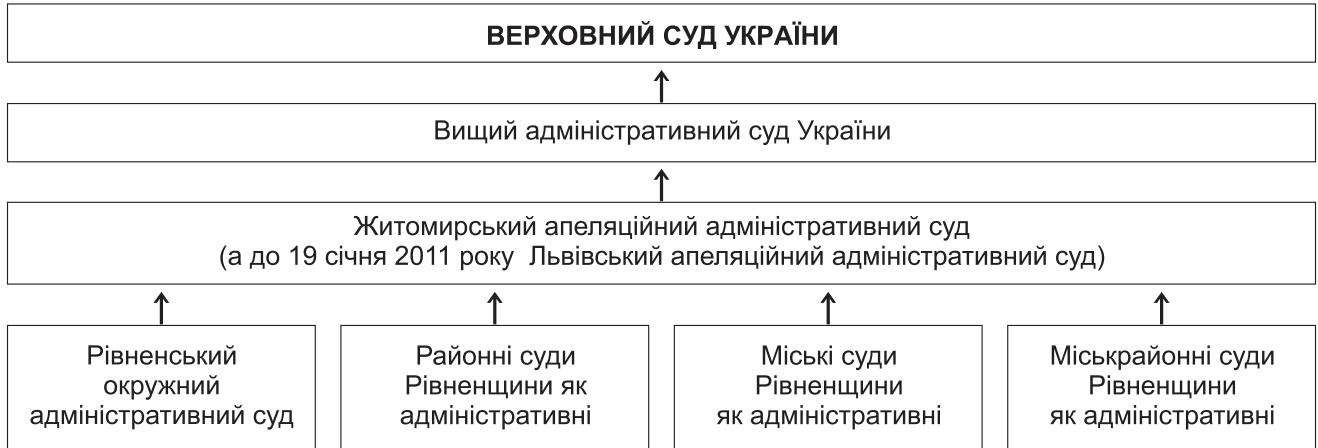 ВЕРХОВНИЙ СУД УКРАЇНИ
Вищий адміністративний суд України
Житомирський апеляційний адміністративний суд
(а до 19 січня 2011 року Львівський апеляційний адміністративний суд)
Рівненський
окружний
адміністративний суд
Районні суди
Рівненщини як
адміністративні
Міські суди
Рівненщини
як адміністративні
Міськрайонні суди
Рівненщини
як адміністративні